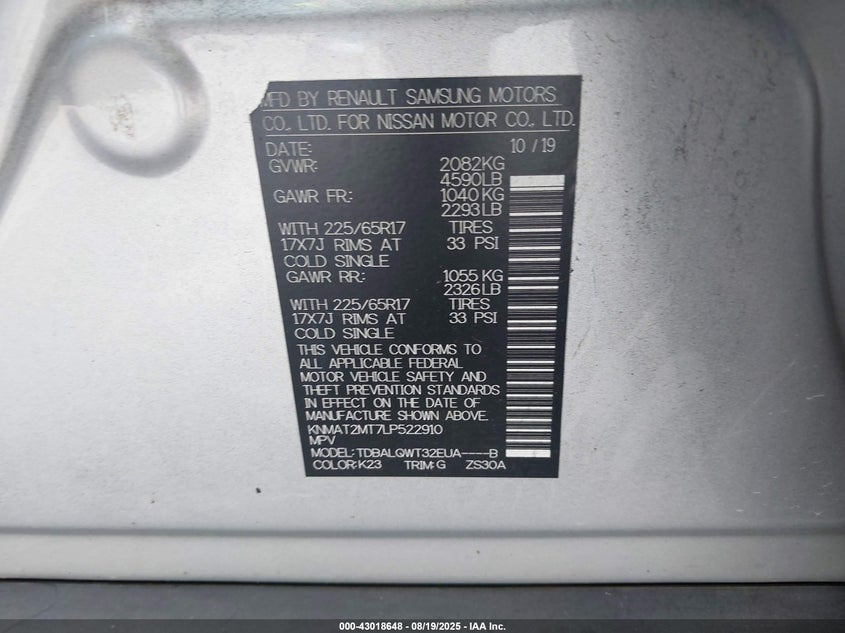 MFD BY RENAULT SAMSUNG MOTORS
CO., LTD. FOR NISSAN MOTOR CO., LTD.
DATE: 10 / 19
GVWR: 2082KG
4590LB
GAWR FR: 1040KG
2293LB
WITH 225/65R17 TIRES
17X7J RIMS AT 33 PSI
COLD SINGLE
GAWR RR: 1055KG
2326LB
WITH 225/65R17 TIRES
17X7J RIMS AT 33 PSI
COLD SINGLE
THIS VEHICLE CONFORMS TO
ALL APPLICABLE FEDERAL
MOTOR VEHICLE SAFETY AND
THEFT PREVENTION STANDARDS
IN EFFECT ON THE DATE OF
MANUFACTURE SHOWN ABOVE.
KNMAT2MT7LP522910
MPV
MODEL: TDBALGWT32EUA----B
COLOR:K23 TRIM:G ZS30A
000-43018648 - 08/19/2025 - IAA Inc.